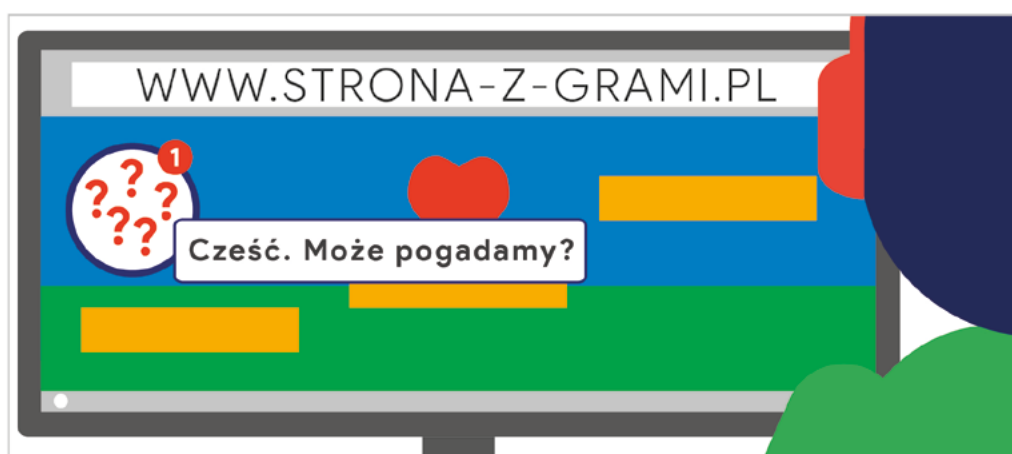 WWW.STRONA-Z-GRAMI.PL
1
? ? ? ? ?
Cześć. Może pogadamy?